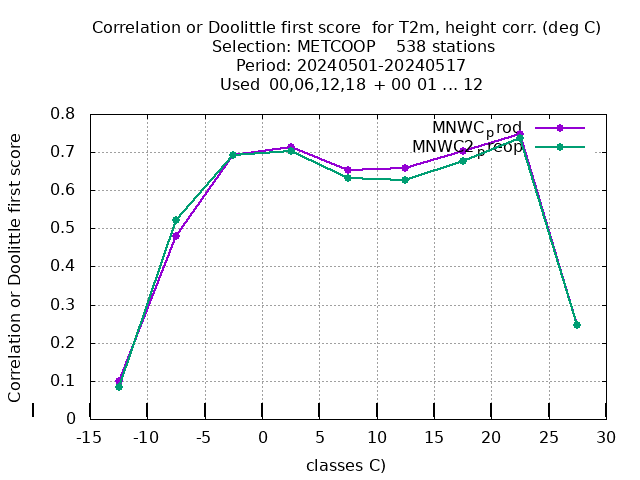 Correlation or Doolittle first score  for T2m, height corr. (deg C)
Selection: METCOOP    538 stations
Period: 20240501-20240517
Used 00,06,12,18 + 00 01 ... 12
Correlation or Doolittle first score
0.8
0.7
0.6
0.5
0.4
0.3
0.2
0.1
0
MNWCprod
MNWC2preop
-15 -10 -5 0 5 10 15 20 25 30
classes C)